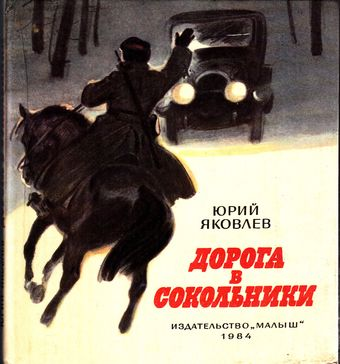 ЮРИЙ
ЯКОВЛЕВ
ДОРОГА
В
СОКОЛЬНИКИ
ИЗДАТЕЛЬСТВО„МАЛЫШ"
1984